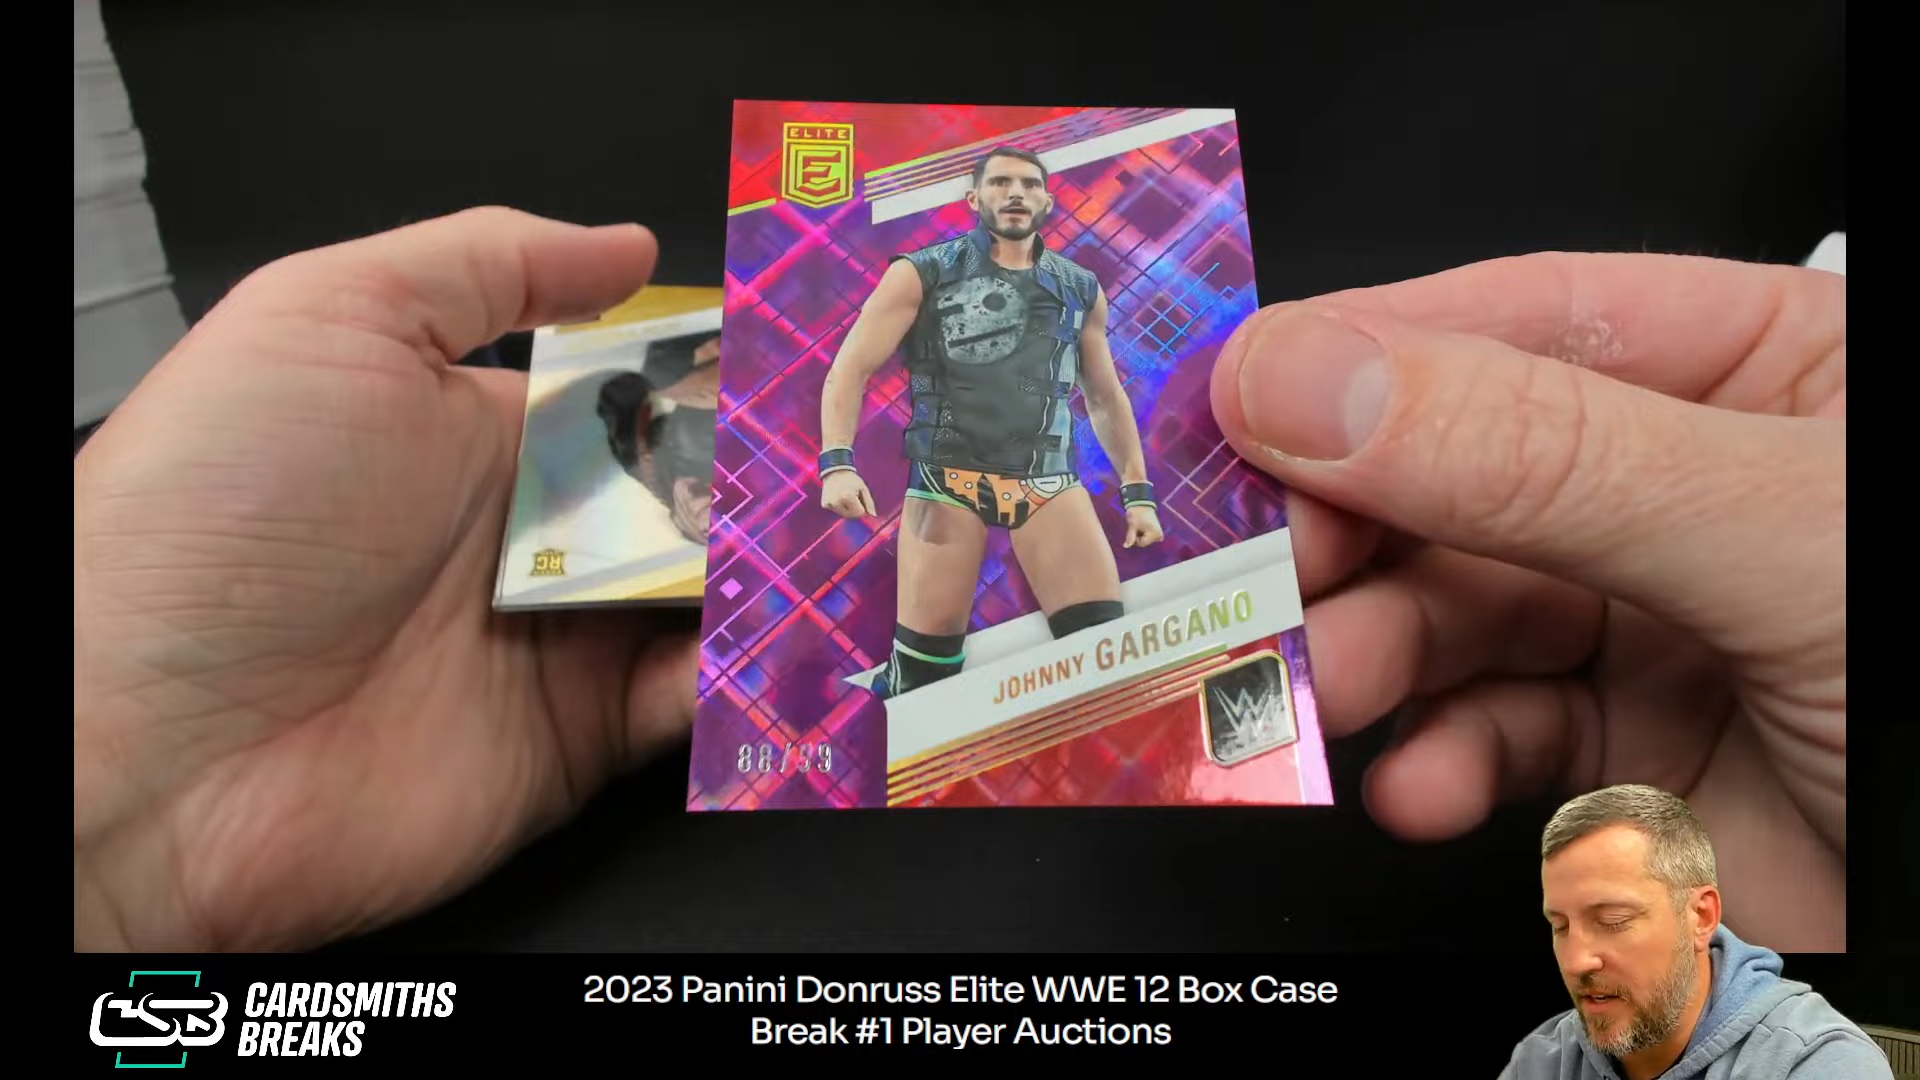 ELITE
JOHNNY GARGANO
88/99
RC
CARDSMITHS
BREAKS
2023 Panini Donruss Elite WWE 12 Box Case
Break #1 Player Auctions